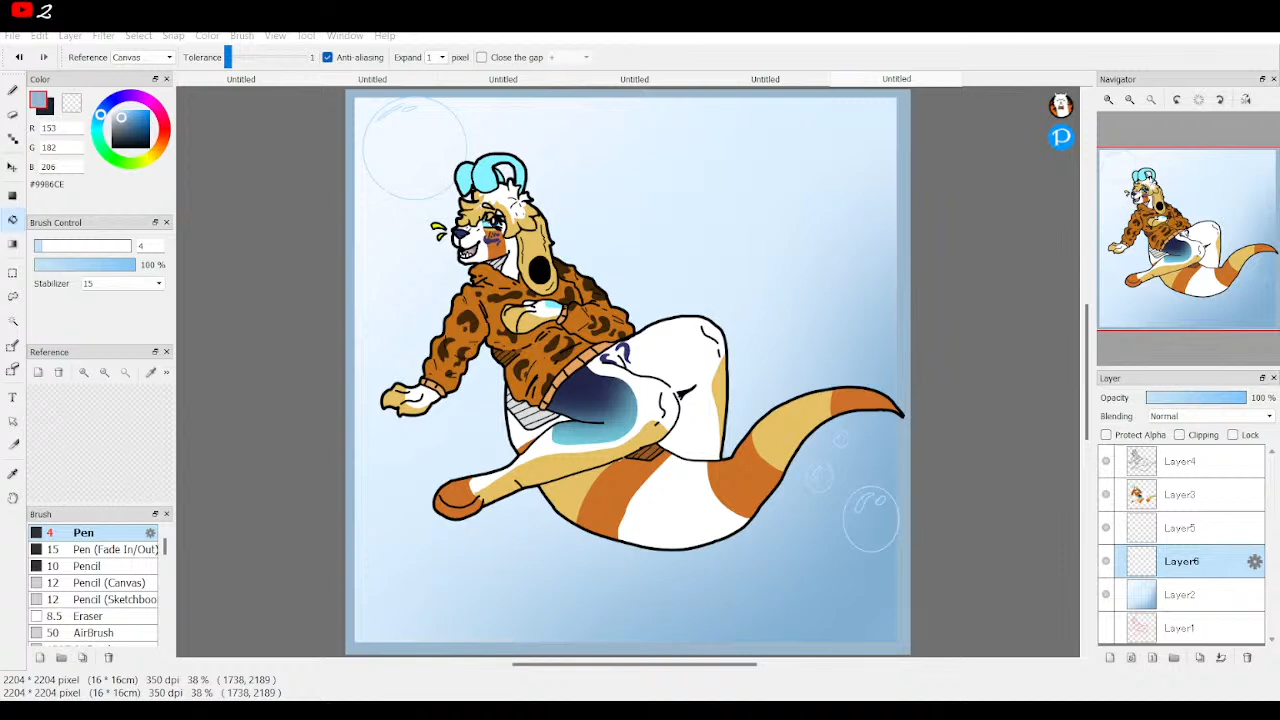 2
File Edit Layer Filter Select Snap Color Brush View Tool Window Help
Reference Canvas Tolerance 1 Anti-aliasing Expand 1 pixel Close the gap
Color Untitled Untitled Untitled Untitled Untitled Untitled Navigator
R 153
G 182
B 206
#99B6CE
Brush Control
4
100 %
Stabilizer 15
Reference
Brush
4 Pen
15 Pen (Fade In/Out)
10 Pencil
12 Pencil (Canvas)
12 Pencil (Sketchboo
8.5 Eraser
50 AirBrush
Layer
Opacity 100 %
Blending Normal
Protect Alpha Clipping Lock
Layer4
Layer3
Layer5
Layer6
Layer2
Layer1
2204 * 2204 pixel (16 * 16cm) 350 dpi 38 % ( 1738, 2189 )
2204 * 2204 pixel (16 * 16cm) 350 dpi 38 % ( 1738, 2189 )